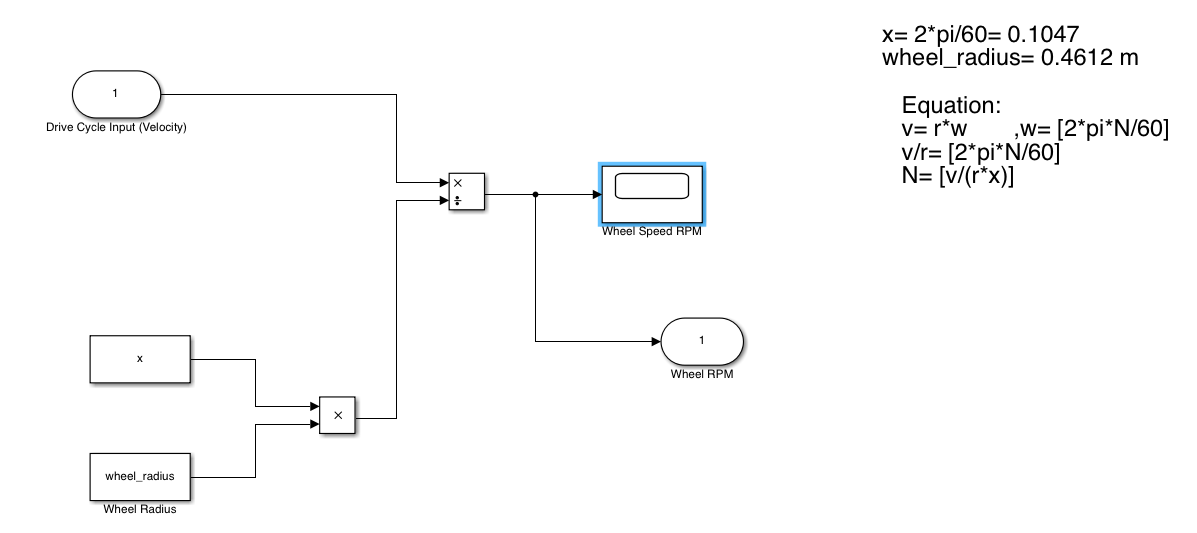 x= 2*pi/60= 0.1047
wheel_radius= 0.4612 m
1
Drive Cycle Input (Velocity)
Equation:
v= r*w ,w= [2*pi*N/60]
v/r= [2*pi*N/60]
N= [v/(r*x)]
×
÷
Wheel Speed RPM
1
Wheel RPM
x
×
wheel_radius
Wheel Radius